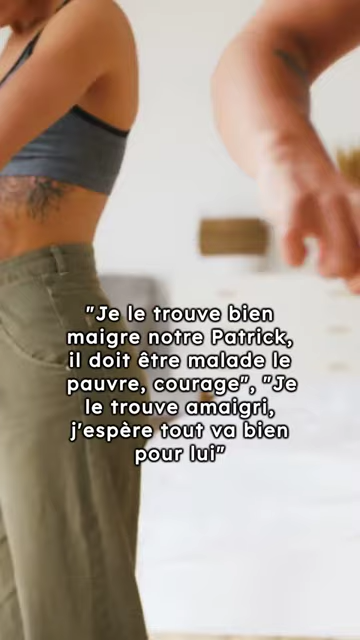 "Je le trouve bien
maigre notre Patrick,
il doit être malade le
pauvre, courage", "Je
le trouve amaigri,
j'espère tout va bien
pour lui"